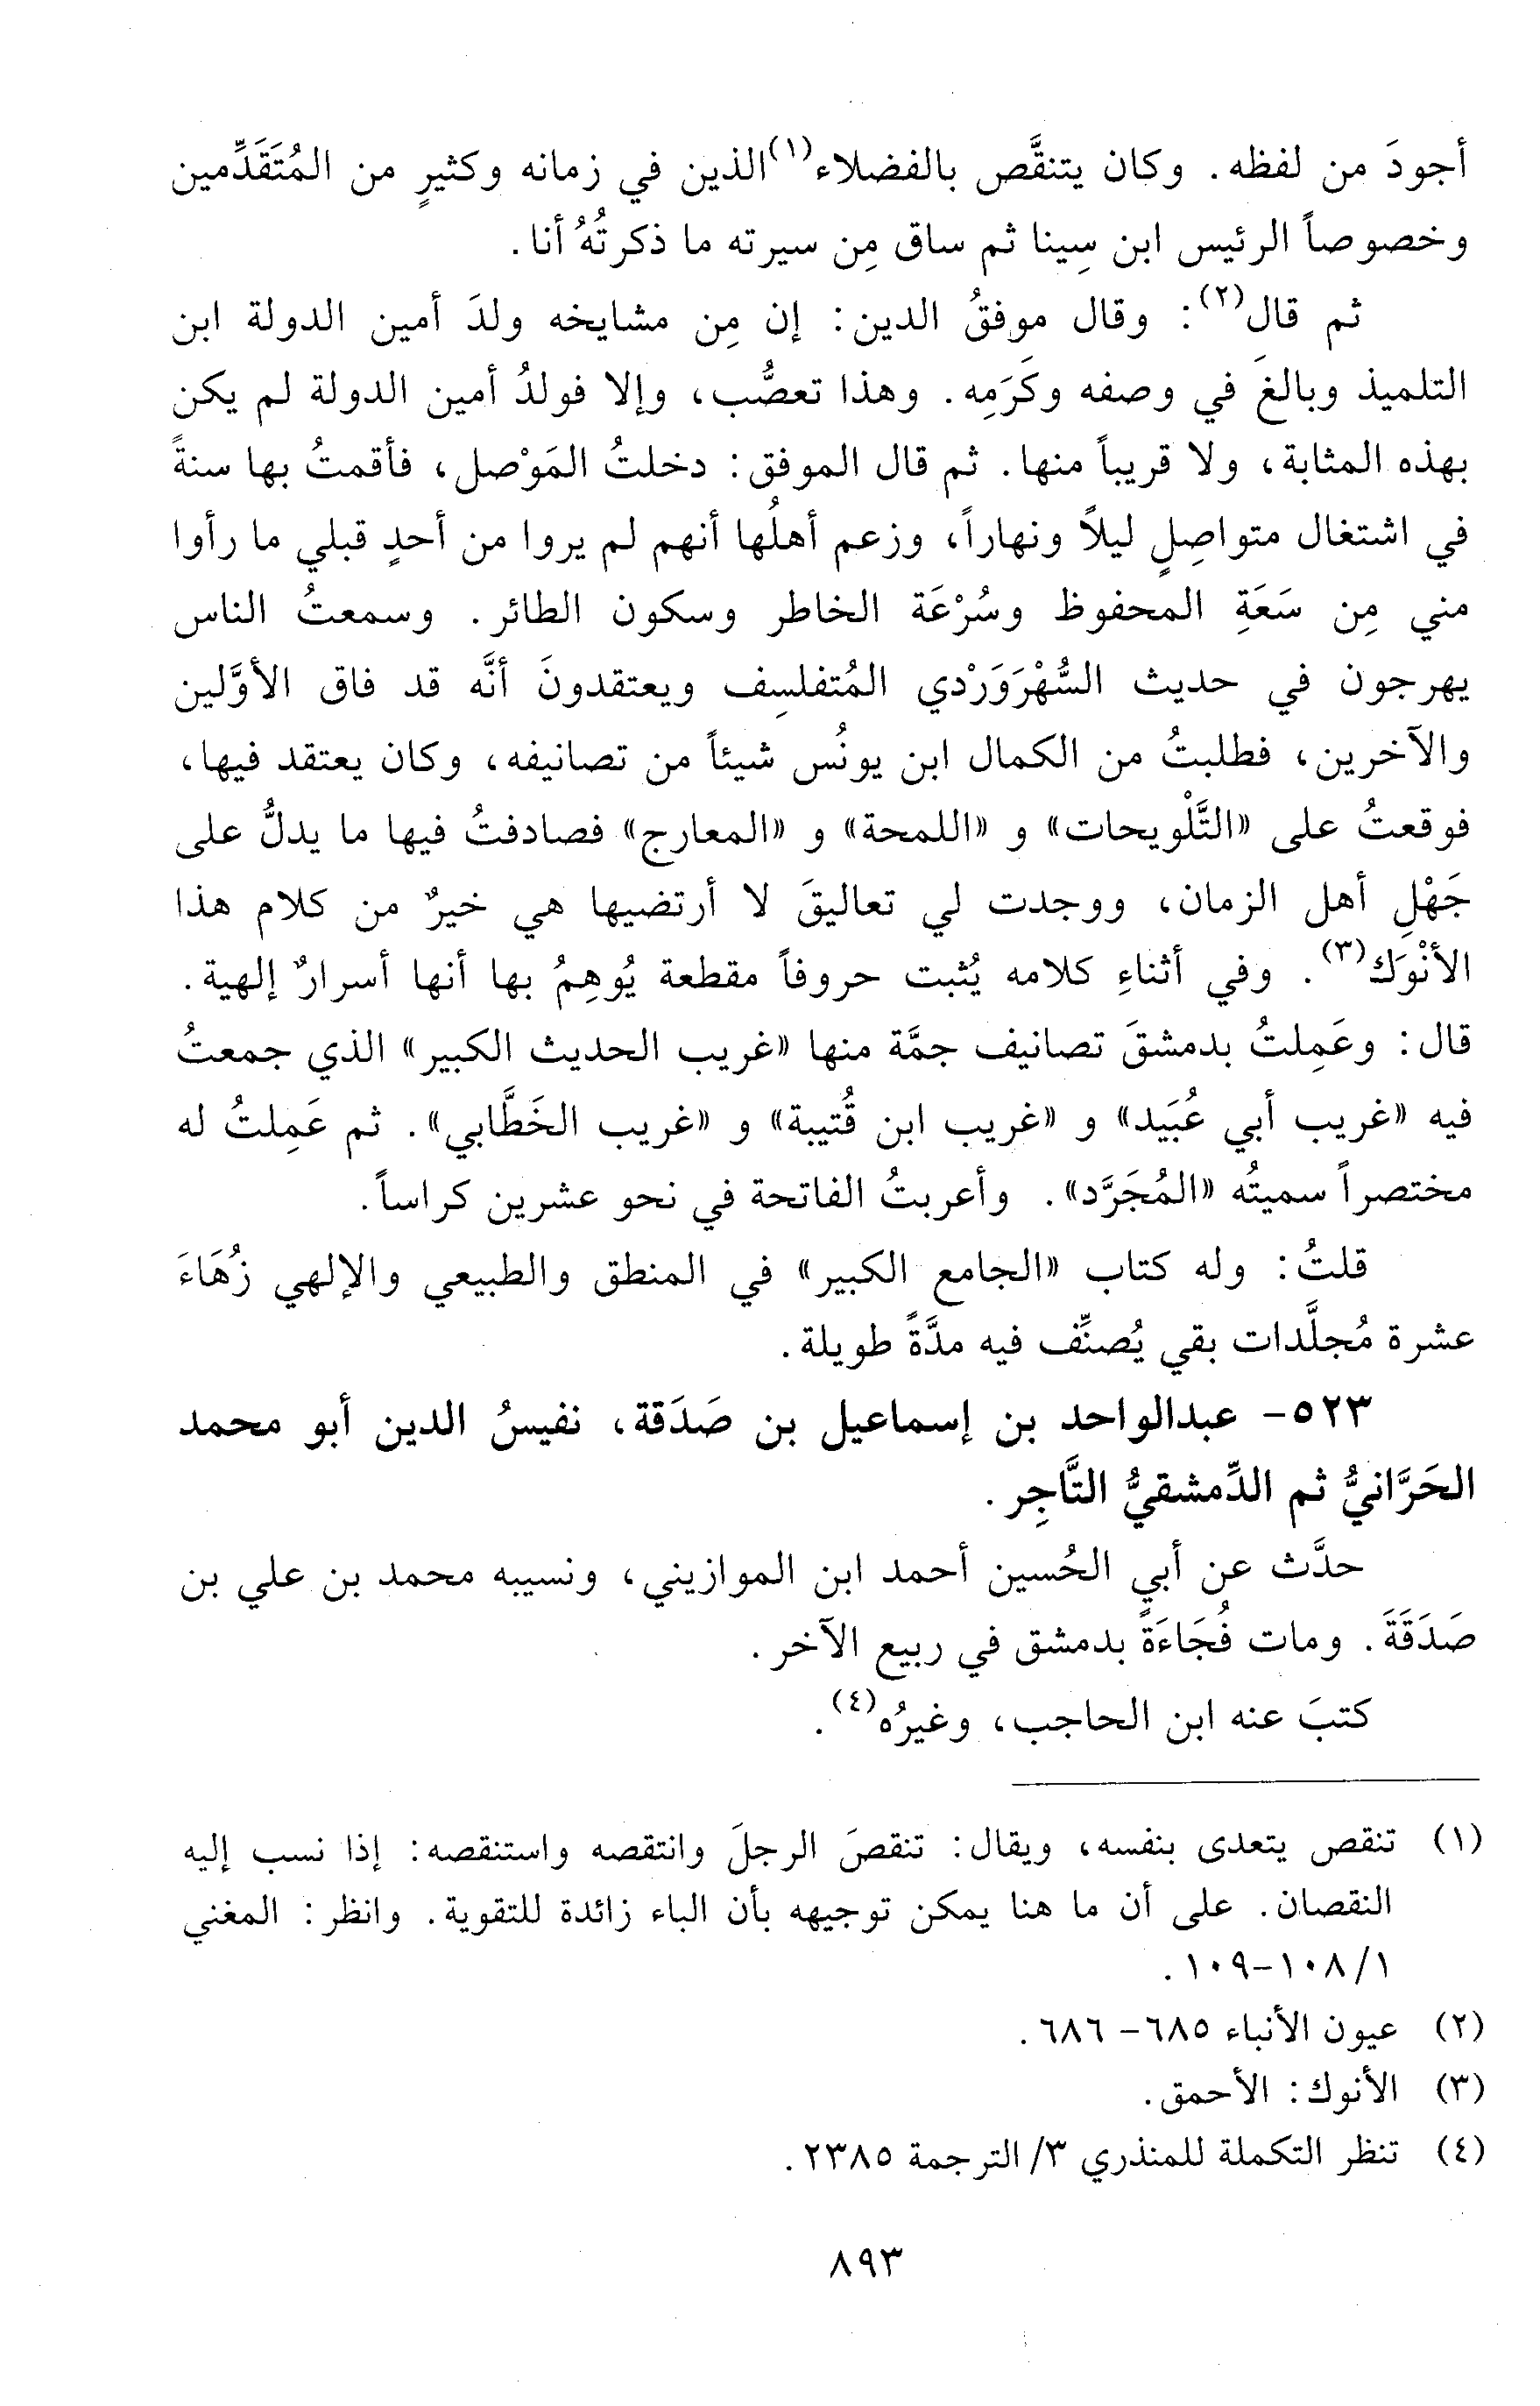 أجودَ من لفظه. وكان يتنقَّص بالفضلاء(١)الذين في زمانه وكثيرٍ من المُتَقَدِّمين
وخصوصاً الرئيس ابن سِينا ثم ساق مِن سيرته ما ذكرتُهُ أنا.
ثم قال(٢): وقال موفقُ الدين: إن مِن مشايخه ولدَ أمين الدولة ابن
التلميذ وبالغَ في وصفه وكَرَمِه. وهذا تعصُّب، وإلا فولدُ أمين الدولة لم يكن
بهذه المثابة، ولا قريباً منها. ثم قال الموفق: دخلتُ المَوْصل، فأقمتُ بها سنةً
في اشتغال متواصِلٍ ليلاً ونهاراً، وزعم أهلُها أنهم لم يروا من أحدٍ قبلي ما رأوا
مني مِن سَعَةِ المحفوظ وسُرْعَة الخاطر وسكون الطائر. وسمعتُ الناس
يهرجون في حديث السُّهْرَوَرْدي المُتفلسِف ويعتقدونَ أنَّه قد فاق الأوَّلين
والآخرين، فطلبتُ من الكمال ابن يونُس شيئاً من تصانيفه، وكان يعتقد فيها،
فوقعتُ على «التَّلْويحات» و «اللمحة» و «المعارج» فصادفتُ فيها ما يدلُّ على
جَهْلِ أهل الزمان، ووجدت لي تعاليقَ لا أرتضيها هي خيرٌ من كلام هذا
الأنْوَك(٣). وفي أثناءِ كلامه يُثبت حروفاً مقطعة يُوهِمُ بها أنها أسرارٌ إلهية.
قال: وعَمِلتُ بدمشقَ تصانيف جمَّة منها «غريب الحديث الكبير» الذي جمعتُ
فيه «غريب أبي عُبَيد» و «غريب ابن قُتيبة» و «غريب الخَطَّابي». ثم عَمِلتُ له
مختصراً سميتُه «المُجَرَّد». وأعربتُ الفاتحة في نحو عشرين كراساً.
قلتُ: وله كتاب «الجامع الكبير» في المنطق والطبيعي والإلهي زُهَاءَ
عشرة مُجلَّدات بقي يُصنِّف فيه مدَّةً طويلة.
٥٢٣- عبدالواحد بن إسماعيل بن صَدَقة، نفيسُ الدين أبو محمد
الحَرَّانيُّ ثم الدِّمشقيُّ التَّاجِر.
حدَّث عن أبي الحُسين أحمد ابن الموازيني، ونسيبه محمد بن علي بن
صَدَقَةَ. ومات فُجَاءَةً بدمشق في ربيع الآخر.
كتبَ عنه ابن الحاجب، وغيرُه(٤).
(١) تنقص يتعدى بنفسه، ويقال: تنقصَ الرجلَ وانتقصه واستنقصه: إذا نسب إليه
النقصان. على أن ما هنا يمكن توجيهه بأن الباء زائدة للتقوية. وانظر: المغني
١/ ١٠٨-١٠٩.
(٢) عيون الأنباء ٦٨٥- ٦٨٦.
(٣) الأنوك: الأحمق.
(٤) تنظر التكملة للمنذري ٣/ الترجمة ٢٣٨٥.
٨٩٣